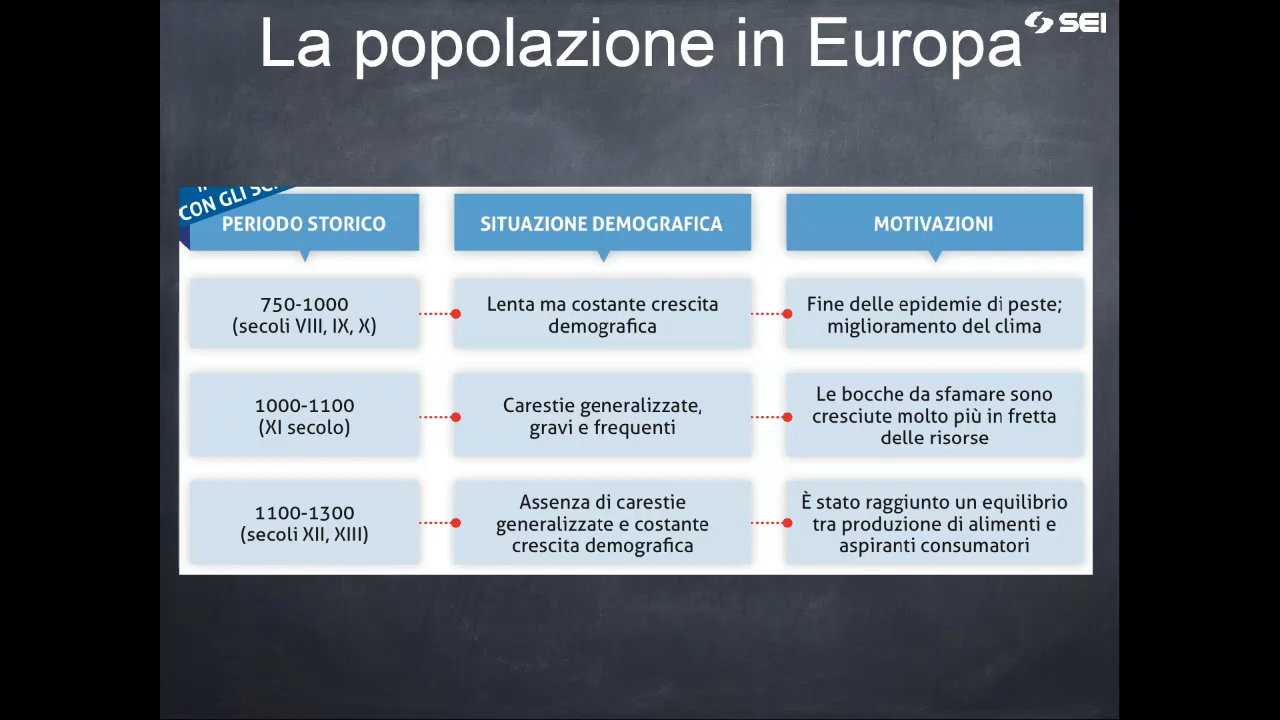 La popolazione in Europa
SEI
CON GLI
PERIODO STORICO
SITUAZIONE DEMOGRAFICA
MOTIVAZIONI
750-1000
(secoli VIII, IX, X)
Lenta ma costante crescita
demografica
Fine delle epidemie di peste;
miglioramento del clima
1000-1100
(XI secolo)
Carestie generalizzate,
gravi e frequenti
Le bocche da sfamare sono
cresciute molto più in fretta
delle risorse
1100-1300
(secoli XII, XIII)
Assenza di carestie
generalizzate e costante
crescita demografica
È stato raggiunto un equilibrio
tra produzione di alimenti e
aspiranti consumatori